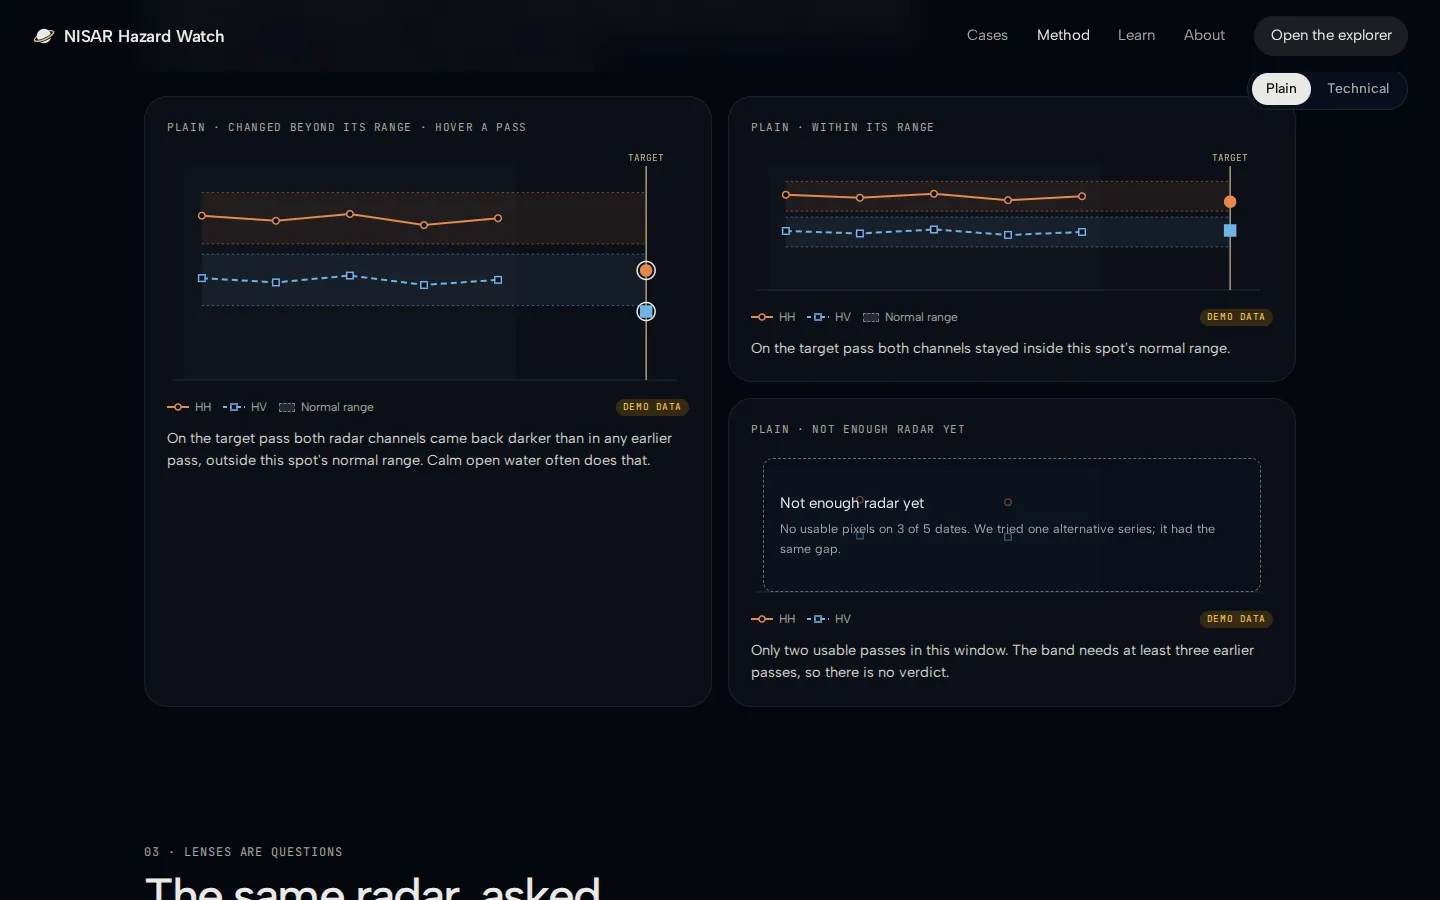 NISAR Hazard Watch
Cases
Method
Learn
About
Open the explorer
Plain
Technical
PLAIN · CHANGED BEYOND ITS RANGE · HOVER A PASS
TARGET
HH
HV
Normal range
DEMO DATA
On the target pass both radar channels came back darker than in any earlier
pass, outside this spot's normal range. Calm open water often does that.
PLAIN · WITHIN ITS RANGE
TARGET
HH
HV
Normal range
DEMO DATA
On the target pass both channels stayed inside this spot's normal range.
PLAIN · NOT ENOUGH RADAR YET
Not enough radar yet
No usable pixels on 3 of 5 dates. We tried one alternative series; it had the
same gap.
HH
HV
DEMO DATA
Only two usable passes in this window. The band needs at least three earlier
passes, so there is no verdict.
03 · LENSES ARE QUESTIONS
The same radar, asked